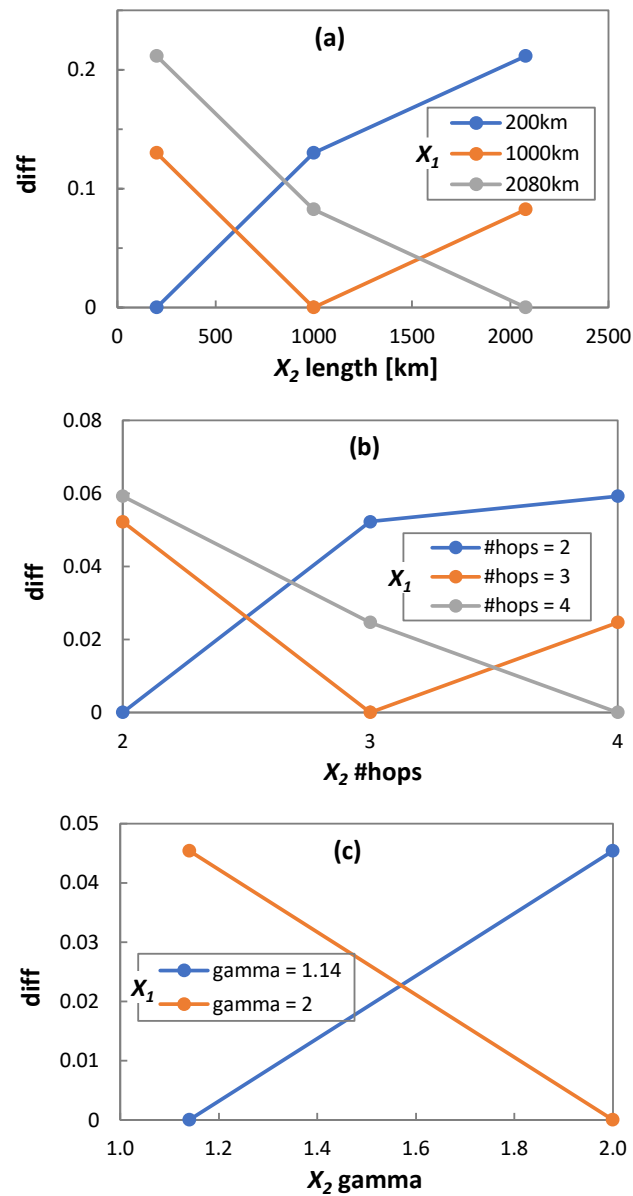 (a)
0.2
0.1
0
diff
X1
200km
1000km
2080km
0 500 1000 1500 2000 2500
X2 length [km]
(b)
0.08
0.06
0.04
0.02
0
diff
X1
#hops = 2
#hops = 3
#hops = 4
2 3 4
X2 #hops
(c)
0.05
0.04
0.03
0.02
0.01
0
diff
X1
gamma = 1.14
gamma = 2
1.0 1.2 1.4 1.6 1.8 2.0
X2 gamma